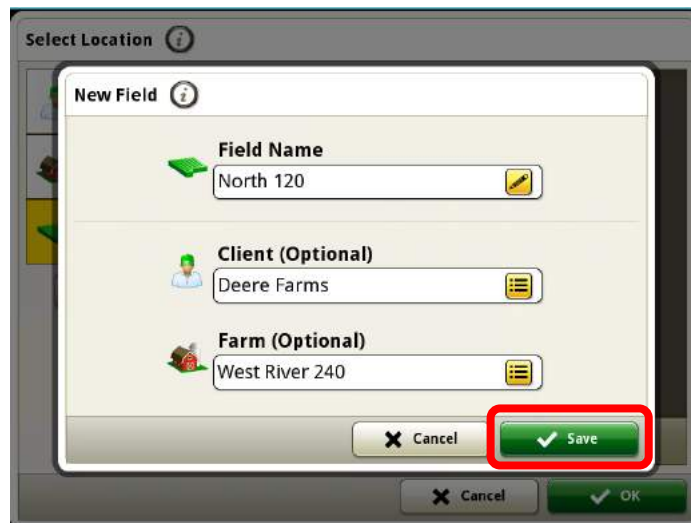 Select Location
New Field
Field Name
North 120
Client (Optional)
Deere Farms
Farm (Optional)
West River 240
Cancel Save
Cancel OK